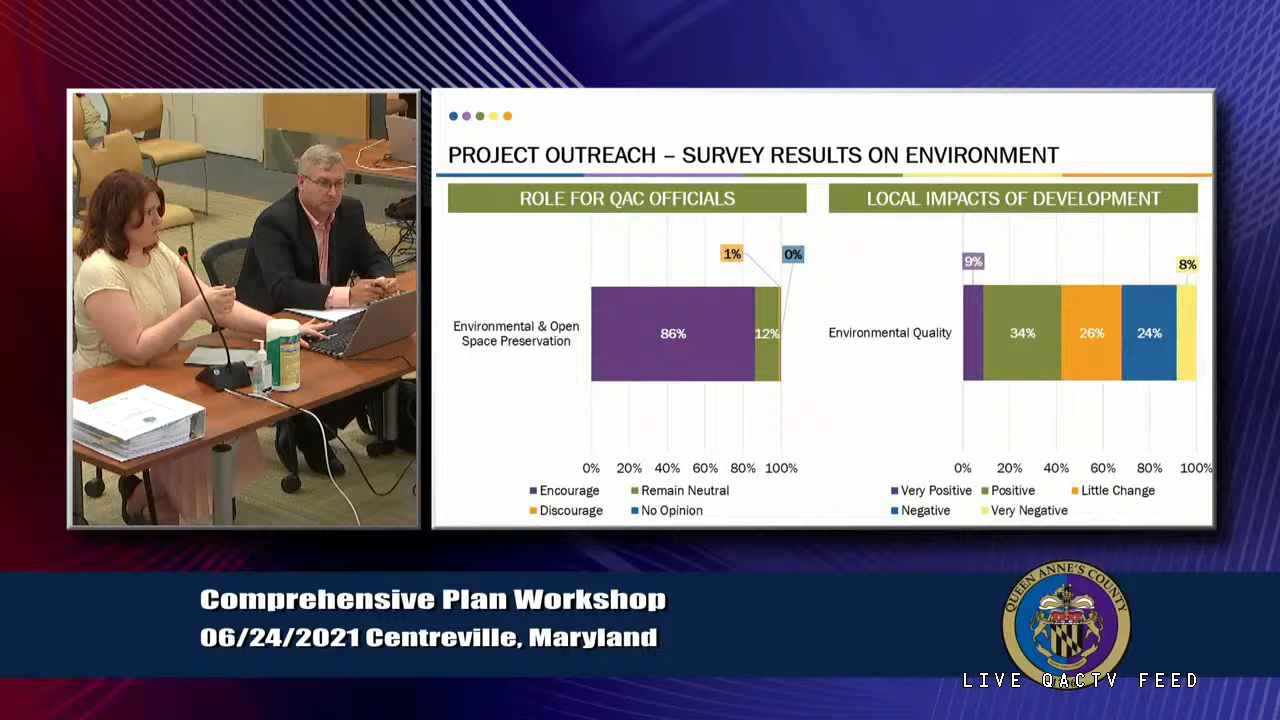 PROJECT OUTREACH – SURVEY RESULTS ON ENVIRONMENT
ROLE FOR QAC OFFICIALS
1%
0%
Environmental & Open
Space Preservation
86%
12%
0% 20% 40% 60% 80% 100%
Encourage Remain Neutral
Discourage No Opinion
LOCAL IMPACTS OF DEVELOPMENT
9%
8%
Environmental Quality
34%
26%
24%
0% 20% 40% 60% 80% 100%
Very Positive Positive Little Change
Negative Very Negative
Comprehensive Plan Workshop
06/24/2021 Centreville, Maryland
QUEEN ANNE'S COUNTY
LIVE QACTV FEED